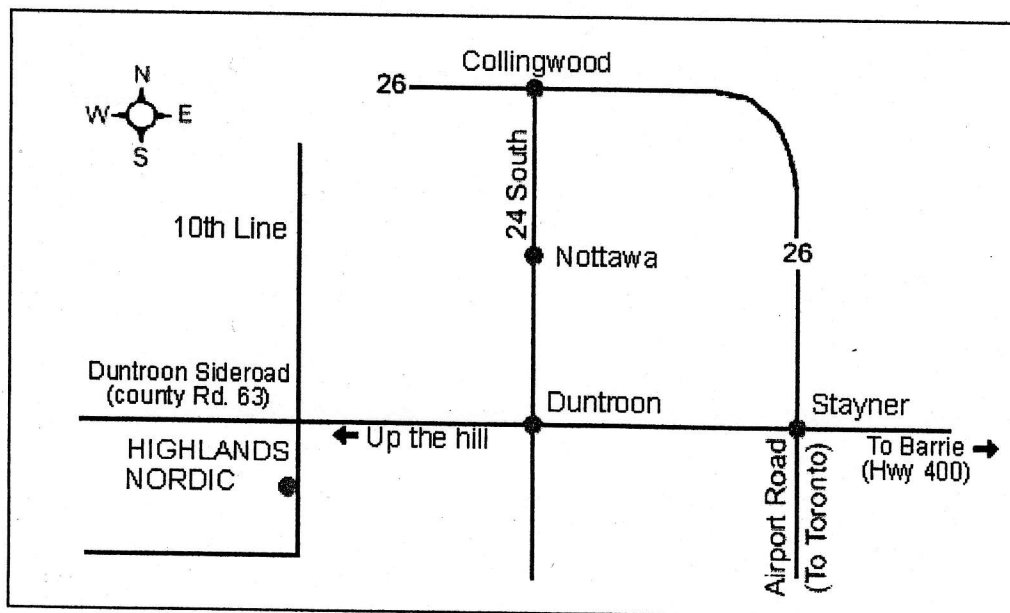 Collingwood
26
N
W E
S
24 South
10th Line
Nottawa
26
Duntroon Sideroad
(county Rd. 63)
Duntroon
Stayner
← Up the hill
HIGHLANDS
NORDIC
To Barrie →
(Hwy 400)
Airport Road
(To Toronto)